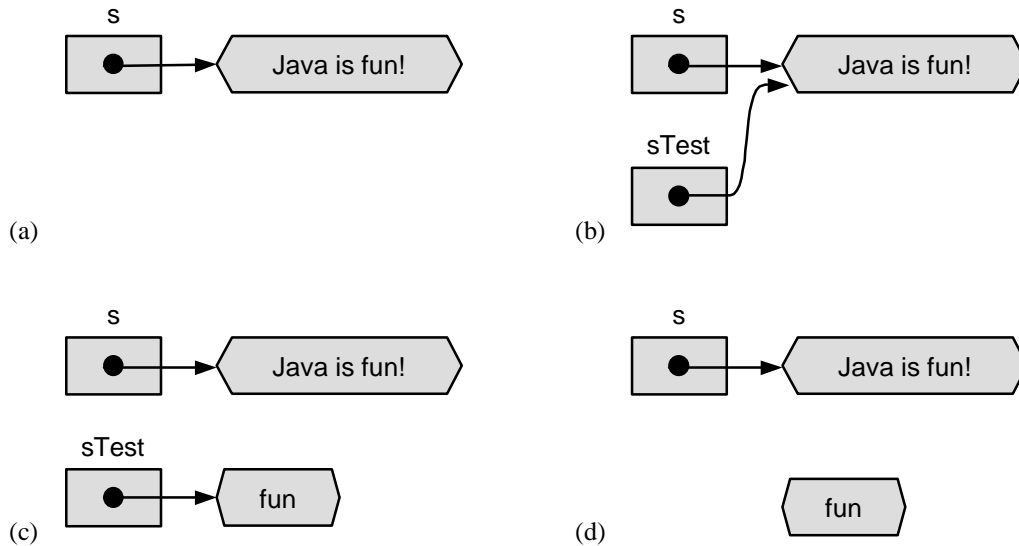 s
Java is fun!
(a)
s
Java is fun!
sTest
(b)
s
Java is fun!
sTest
fun
(c)
s
Java is fun!
fun
(d)